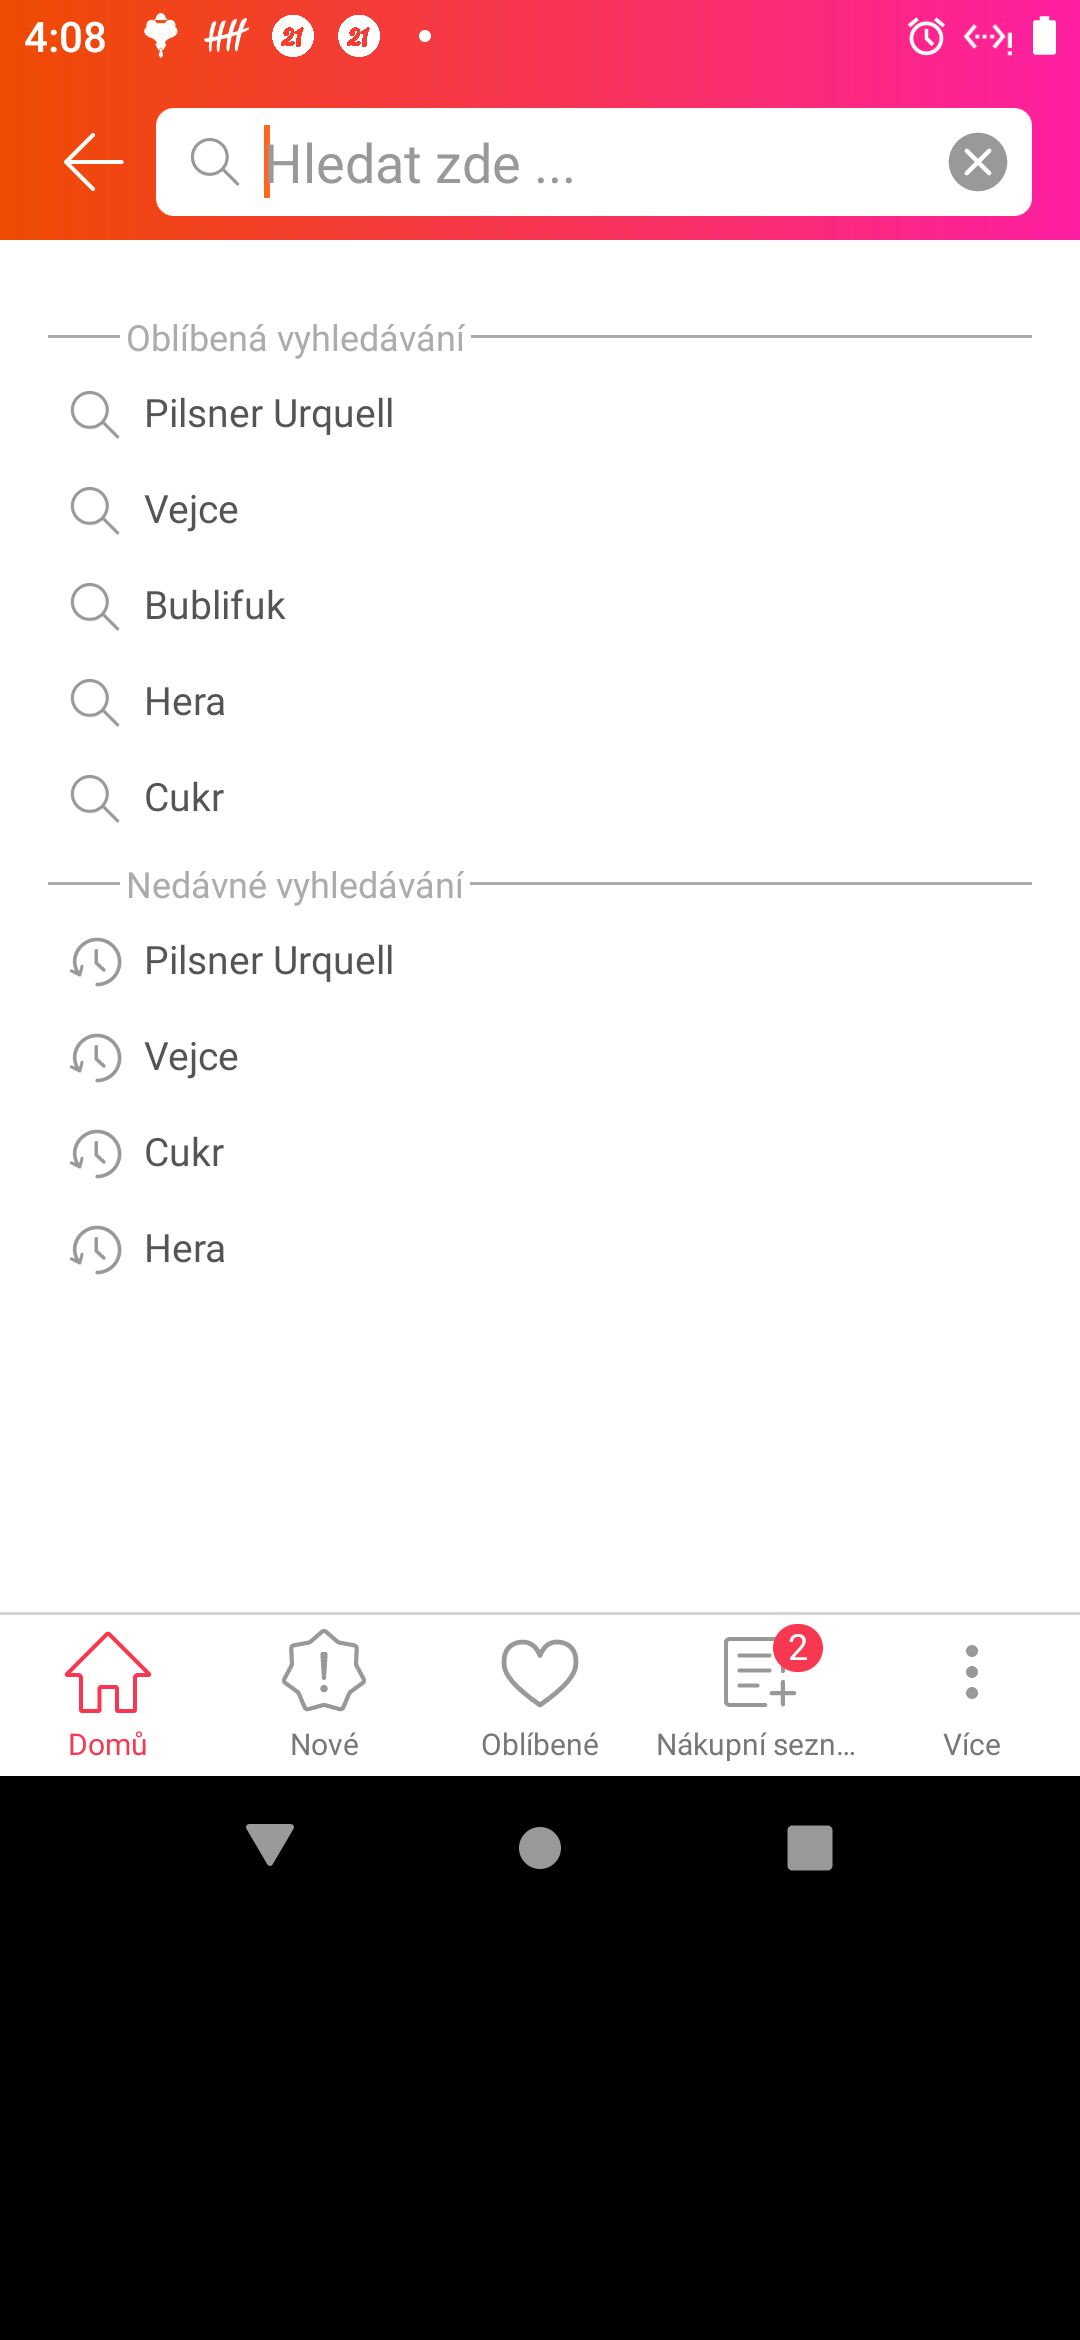 4:08
21 21
Hledat zde ...
Oblíbená vyhledávání
Pilsner Urquell
Vejce
Bublifuk
Hera
Cukr
Nedávné vyhledávání
Pilsner Urquell
Vejce
Cukr
Hera
2
Domů Nové Oblíbené Nákupní sezn... Více